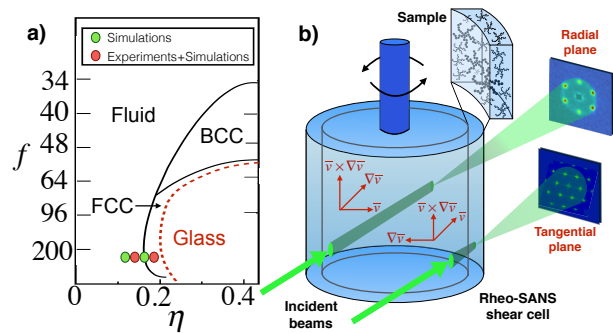 a)
Simulations
Experiments+Simulations
34
40
48
64
96
200
f
Fluid
BCC
FCC
Glass
0
0.2
0.4
η
b)
Sample
Radial
plane
Tangential
plane
v̅ × ∇v̅
∇v̅
v̅
v̅ × ∇v̅
v̅
∇v̅
Incident
beams
Rheo-SANS
shear cell